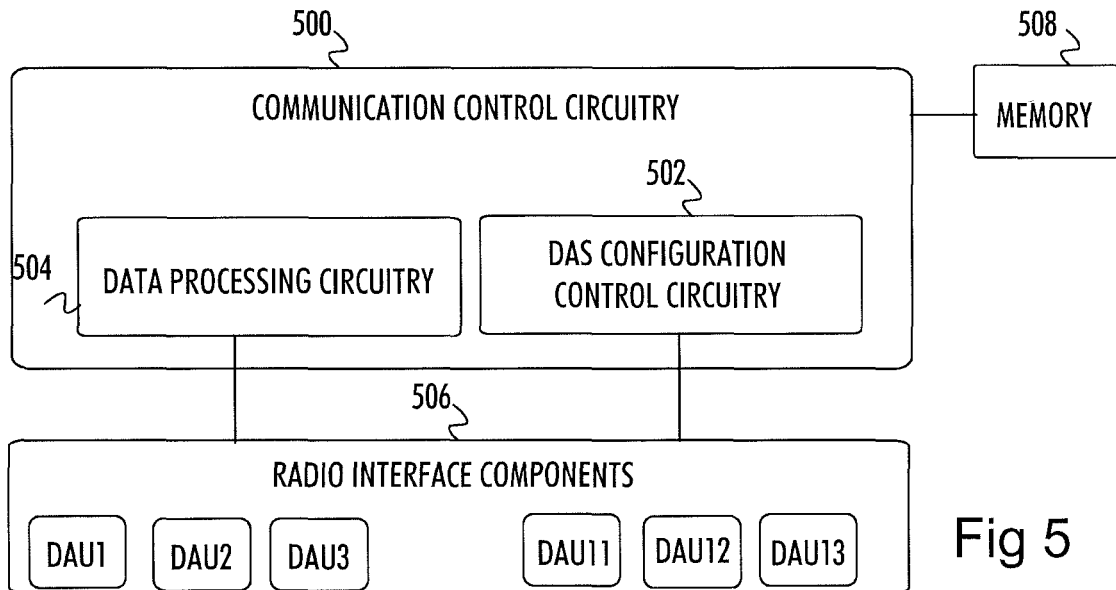 500
508
COMMUNICATION CONTROL CIRCUITRY
MEMORY
502
504
DATA PROCESSING CIRCUITRY
DAS CONFIGURATION
CONTROL CIRCUITRY
506
RADIO INTERFACE COMPONENTS
DAU1 DAU2 DAU3 DAU11 DAU12 DAU13
Fig 5